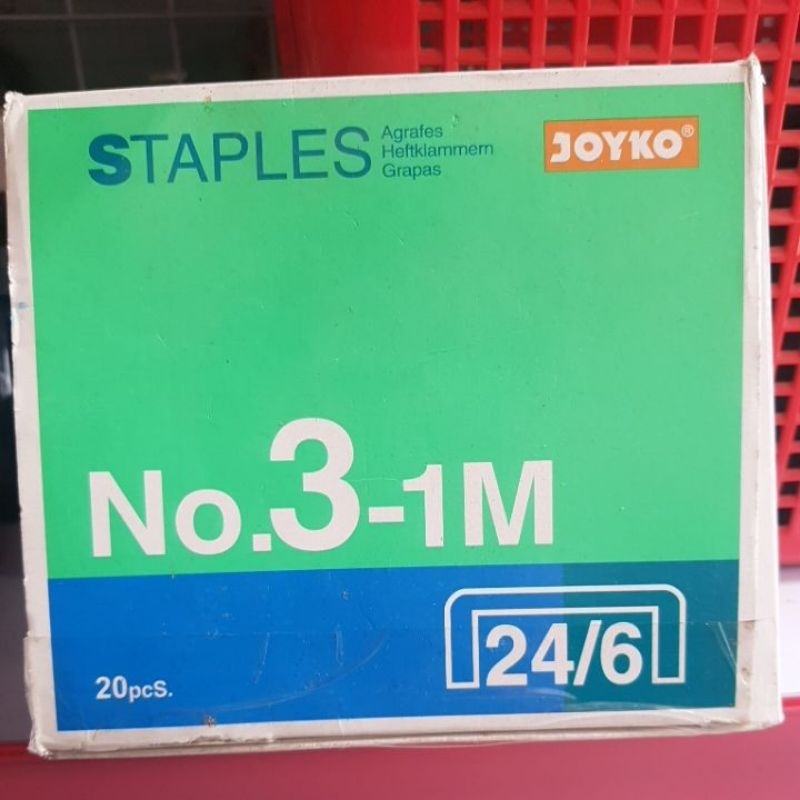 STAPLES
Agrafes
Heftklammern
Grapas
JOYKO®
No.3-1M
24/6
20pcs.